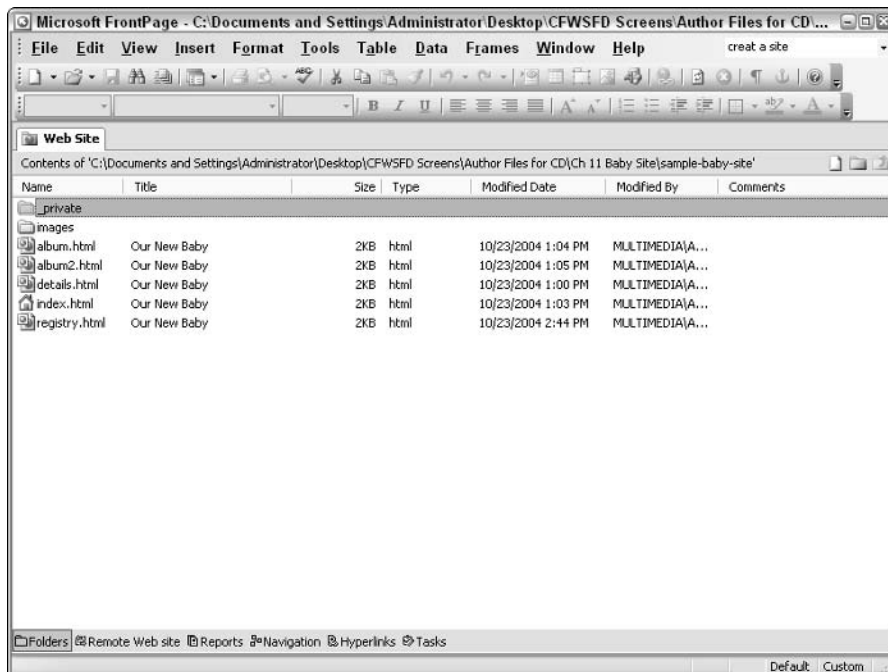 Microsoft FrontPage - C:\Documents and Settings\Administrator\Desktop\CFWSFD Screens\Author Files for CD\...
File Edit View Insert Format Tools Table Data Frames Window Help creat a site
B I U A A ab A
Web Site
Contents of 'C:\Documents and Settings\Administrator\Desktop\CFWSFD Screens\Author Files for CD\Ch 11 Baby Site\sample-baby-site'
Name Title Size Type Modified Date Modified By Comments
_private
images
album.html Our New Baby 2KB html 10/23/2004 1:04 PM MULTIMEDIA\A...
album2.html Our New Baby 2KB html 10/23/2004 1:05 PM MULTIMEDIA\A...
details.html Our New Baby 2KB html 10/23/2004 1:00 PM MULTIMEDIA\A...
index.html Our New Baby 2KB html 10/23/2004 1:03 PM MULTIMEDIA\A...
registry.html Our New Baby 2KB html 10/23/2004 2:44 PM MULTIMEDIA\A...
Folders Remote Web site Reports Navigation Hyperlinks Tasks
Default Custom